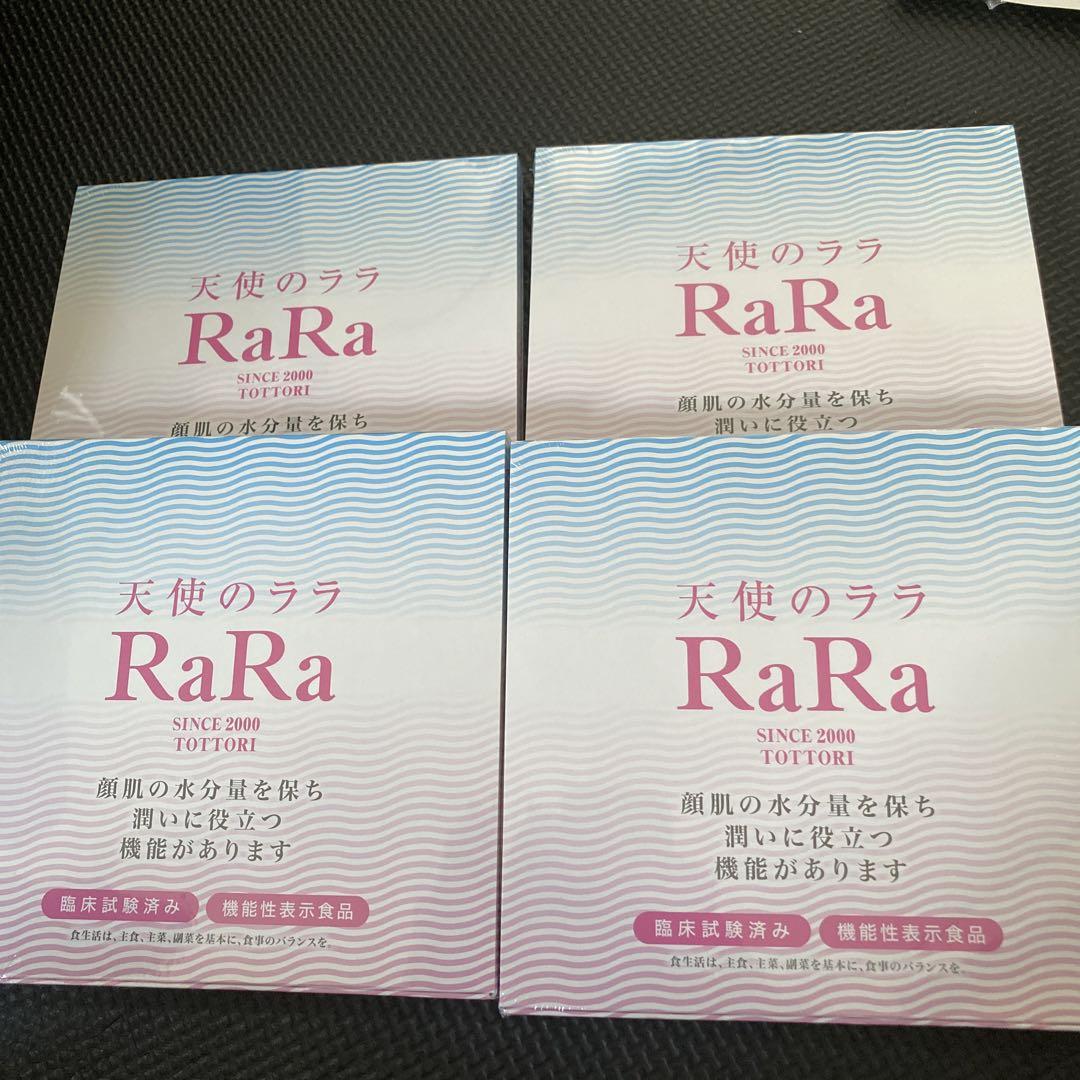 天使のララ
RaRa
SINCE 2000
TOTTORI
顔肌の水分量を保ち
天使のララ
RaRa
SINCE 2000
TOTTORI
顔肌の水分量を保ち
潤いに役立つ
天使のララ
RaRa
SINCE 2000
TOTTORI
顔肌の水分量を保ち
潤いに役立つ
機能があります
臨床試験済み 機能性表示食品
食生活は、主食、主菜、副菜を基本に、食事のバランスを。
天使のララ
RaRa
SINCE 2000
TOTTORI
顔肌の水分量を保ち
潤いに役立つ
機能があります
臨床試験済み 機能性表示食品
食生活は、主食、主菜、副菜を基本に、食事のバランスを。